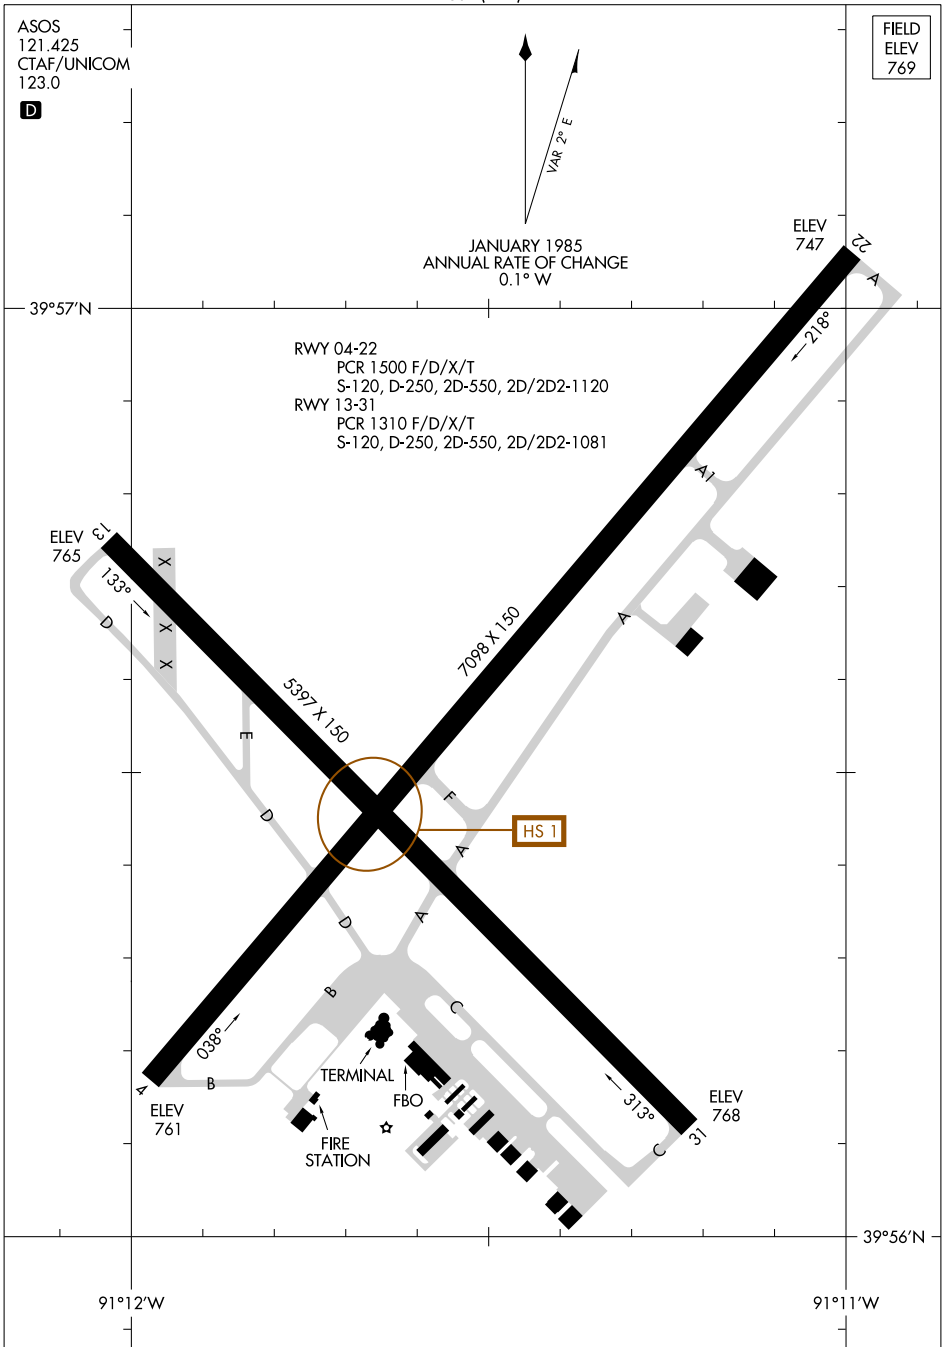 ASOS
121.425
CTAF/UNICOM
123.0
D
FIELD
ELEV
769
VAR 2° E
JANUARY 1985
ANNUAL RATE OF CHANGE
0.1° W
ELEV
747
22
A
39°57'N
218°
RWY 04-22
PCR 1500 F/D/X/T
S-120, D-250, 2D-550, 2D/2D2-1120
RWY 13-31
PCR 1310 F/D/X/T
S-120, D-250, 2D-550, 2D/2D2-1081
A1
13
ELEV
765
X
133°
D
X
X
A
7098 X 150
5397 X 150
E
D
F
HS 1
A
A
D
B
C
038°
B
4
ELEV
761
TERMINAL
FBO
FIRE
STATION
313°
ELEV
768
31
C
39°56'N
91°12'W
91°11'W